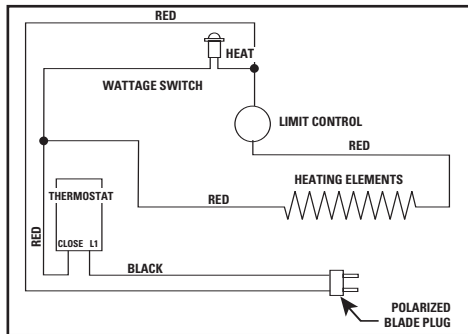 RED
HEAT
WATTAGE SWITCH
LIMIT CONTROL
RED
HEATING ELEMENTS
THERMOSTAT
RED
RED
CLOSE L1
BLACK
POLARIZED
BLADE PLUG